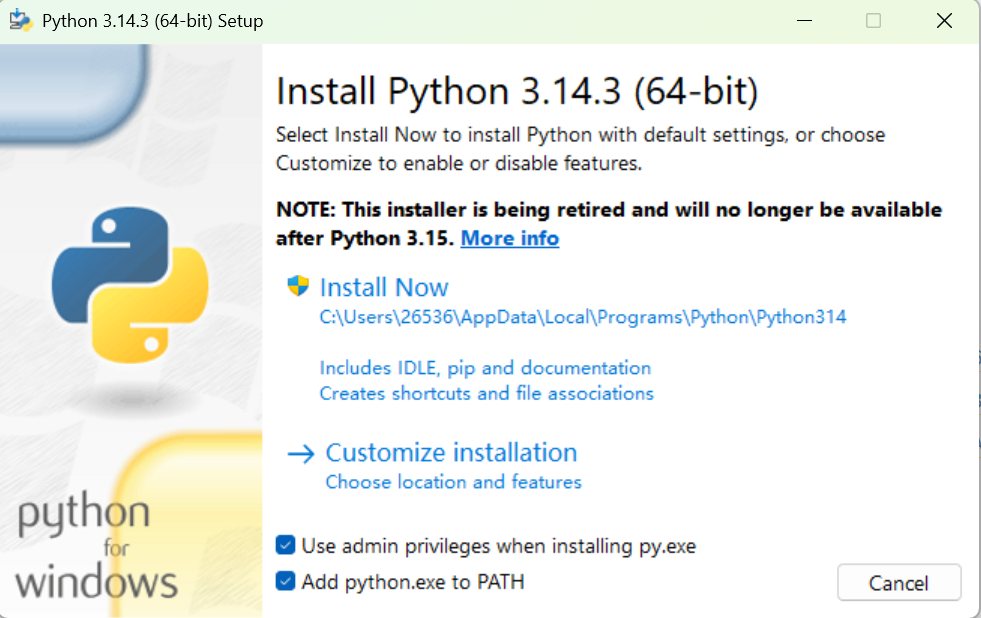 Python 3.14.3 (64-bit) Setup
Install Python 3.14.3 (64-bit)
Select Install Now to install Python with default settings, or choose
Customize to enable or disable features.
NOTE: This installer is being retired and will no longer be available
after Python 3.15. More info
Install Now
C:\Users\26536\AppData\Local\Programs\Python\Python314
Includes IDLE, pip and documentation
Creates shortcuts and file associations
Customize installation
Choose location and features
python
for
windows
Use admin privileges when installing py.exe
Add python.exe to PATH
Cancel